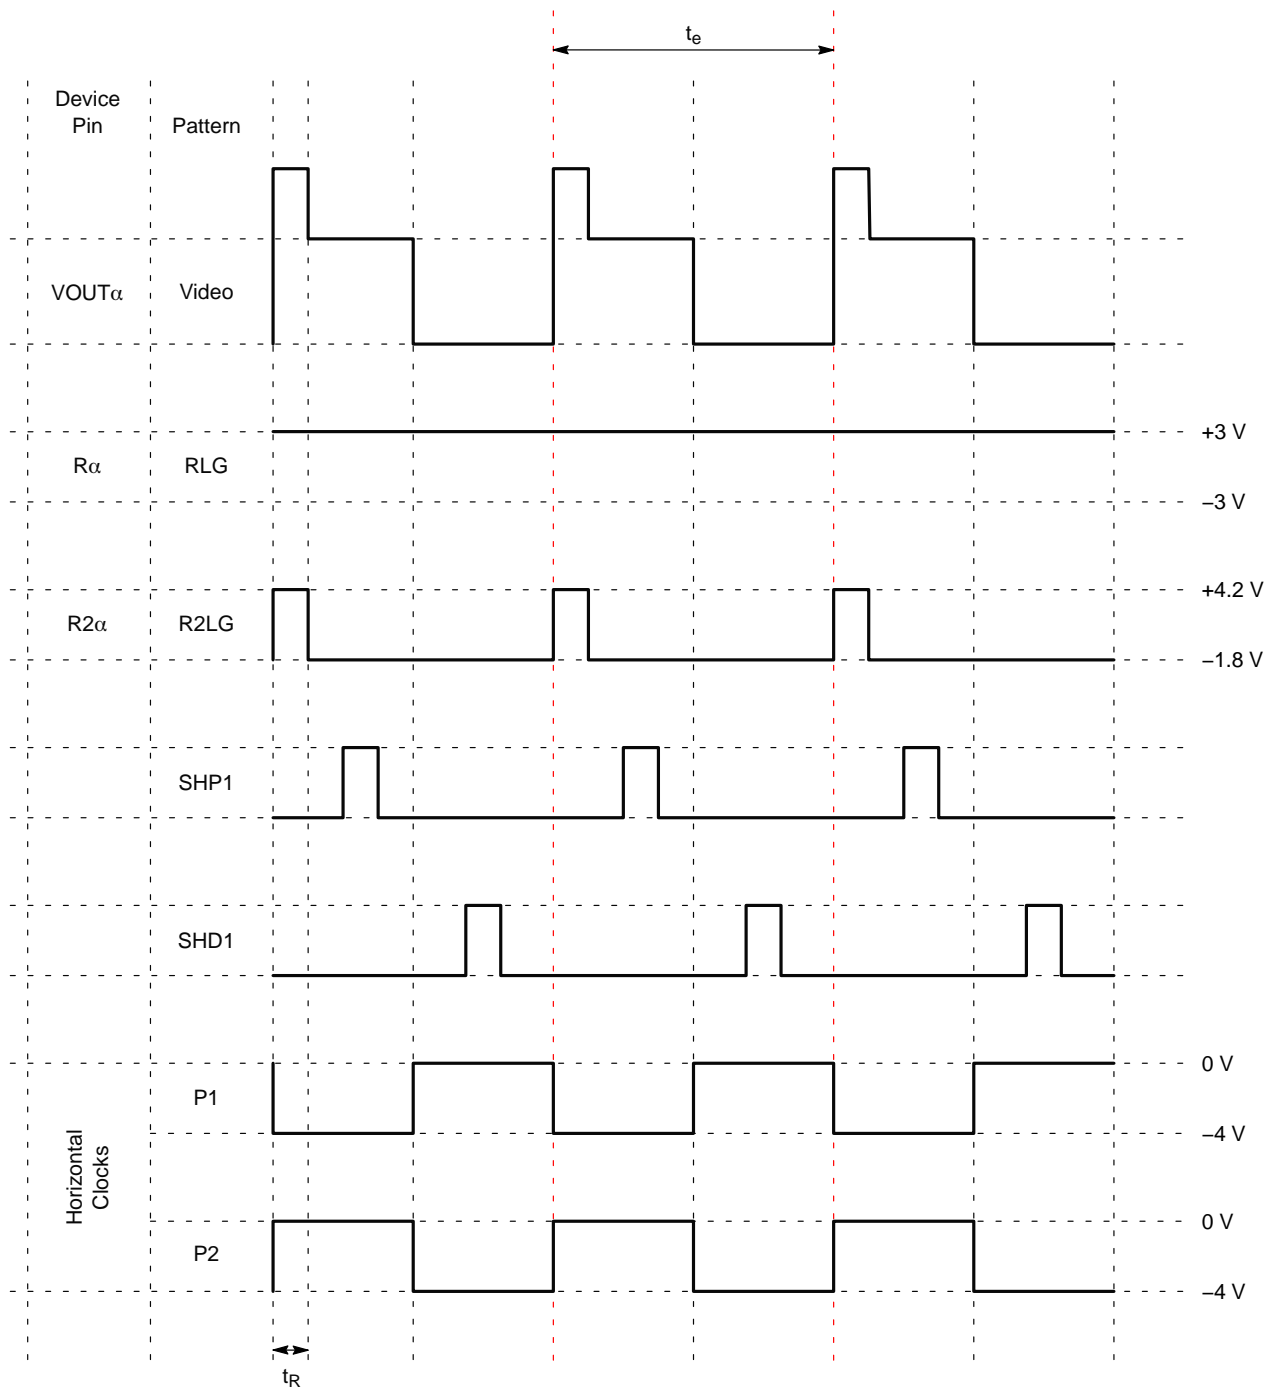 te
Device
Pin
Pattern
VOUTα
Video
+3 V
Rα
RLG
−3 V
+4.2 V
R2α
R2LG
−1.8 V
SHP1
SHD1
0 V
P1
−4 V
Horizontal
Clocks
0 V
P2
−4 V
tR